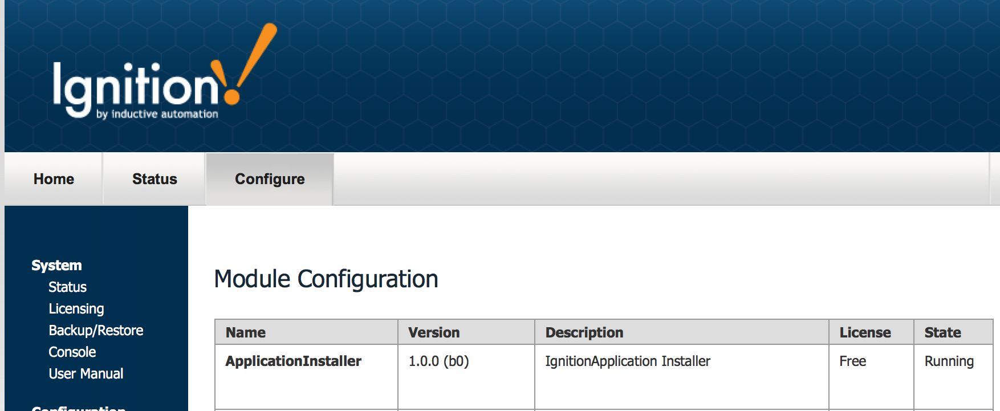 Ignition!
by inductive automation
Home Status Configure
System
Status
Licensing
Backup/Restore
Console
User Manual
Configuration
Module Configuration
Name Version Description License State
ApplicationInstaller 1.0.0 (b0) IgnitionApplication Installer Free Running